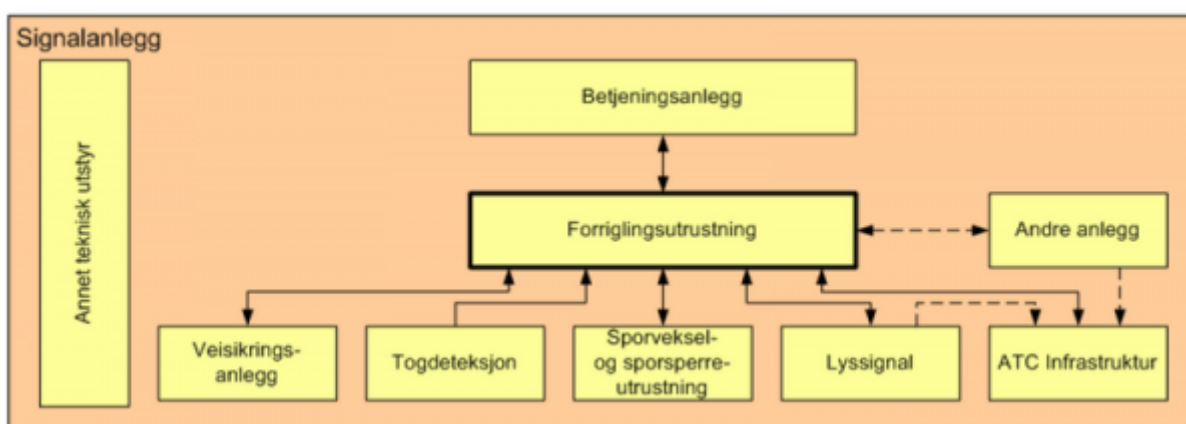 Signalanlegg
Annet teknisk utstyr
Betjeningsanlegg
Forriglingsutrustning
Andre anlegg
Veisikrings-
anlegg
Togdeteksjon
Sporveksel-
og sporsperre-
utrustning
Lyssignal
ATC Infrastruktur